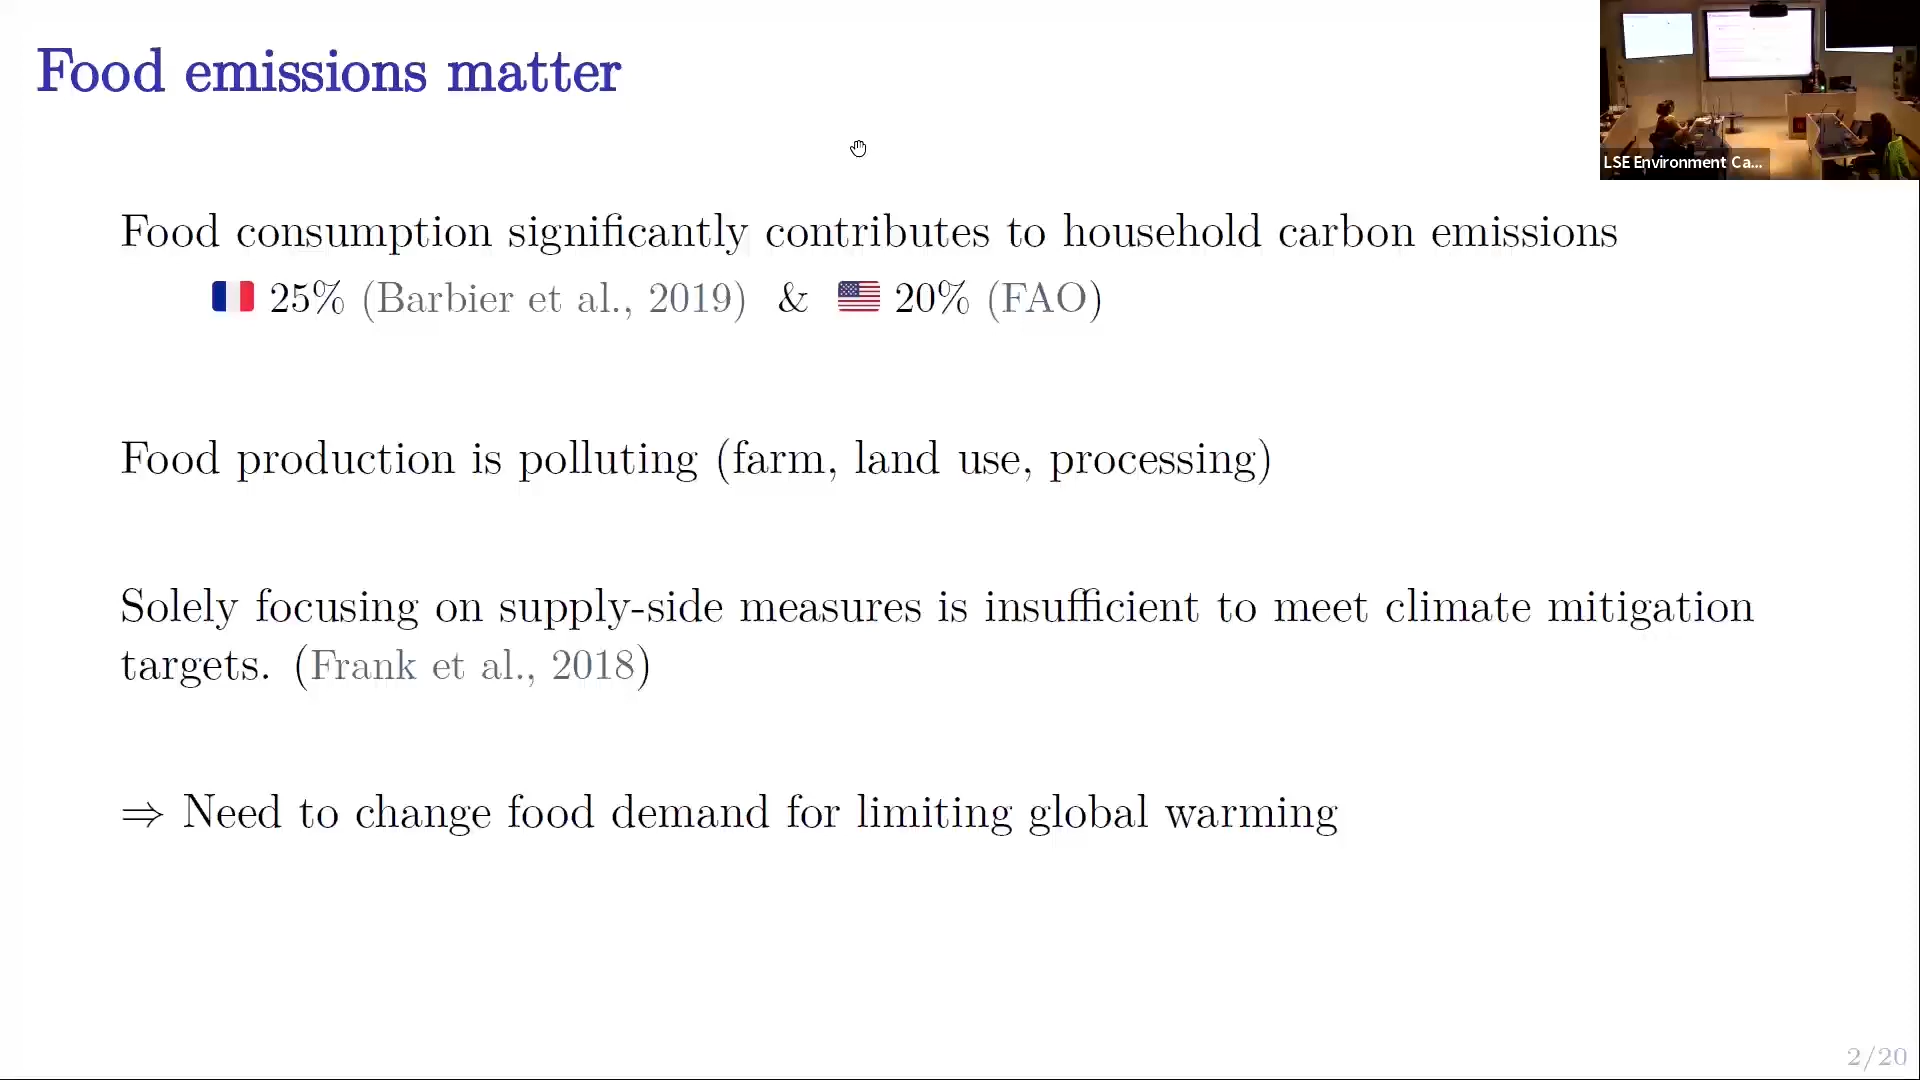 Food emissions matter
LSE Environment Ca...
Food consumption significantly contributes to household carbon emissions
25% (Barbier et al., 2019) & 20% (FAO)
Food production is polluting (farm, land use, processing)
Solely focusing on supply-side measures is insufficient to meet climate mitigation
targets. (Frank et al., 2018)
⇒ Need to change food demand for limiting global warming
2/20